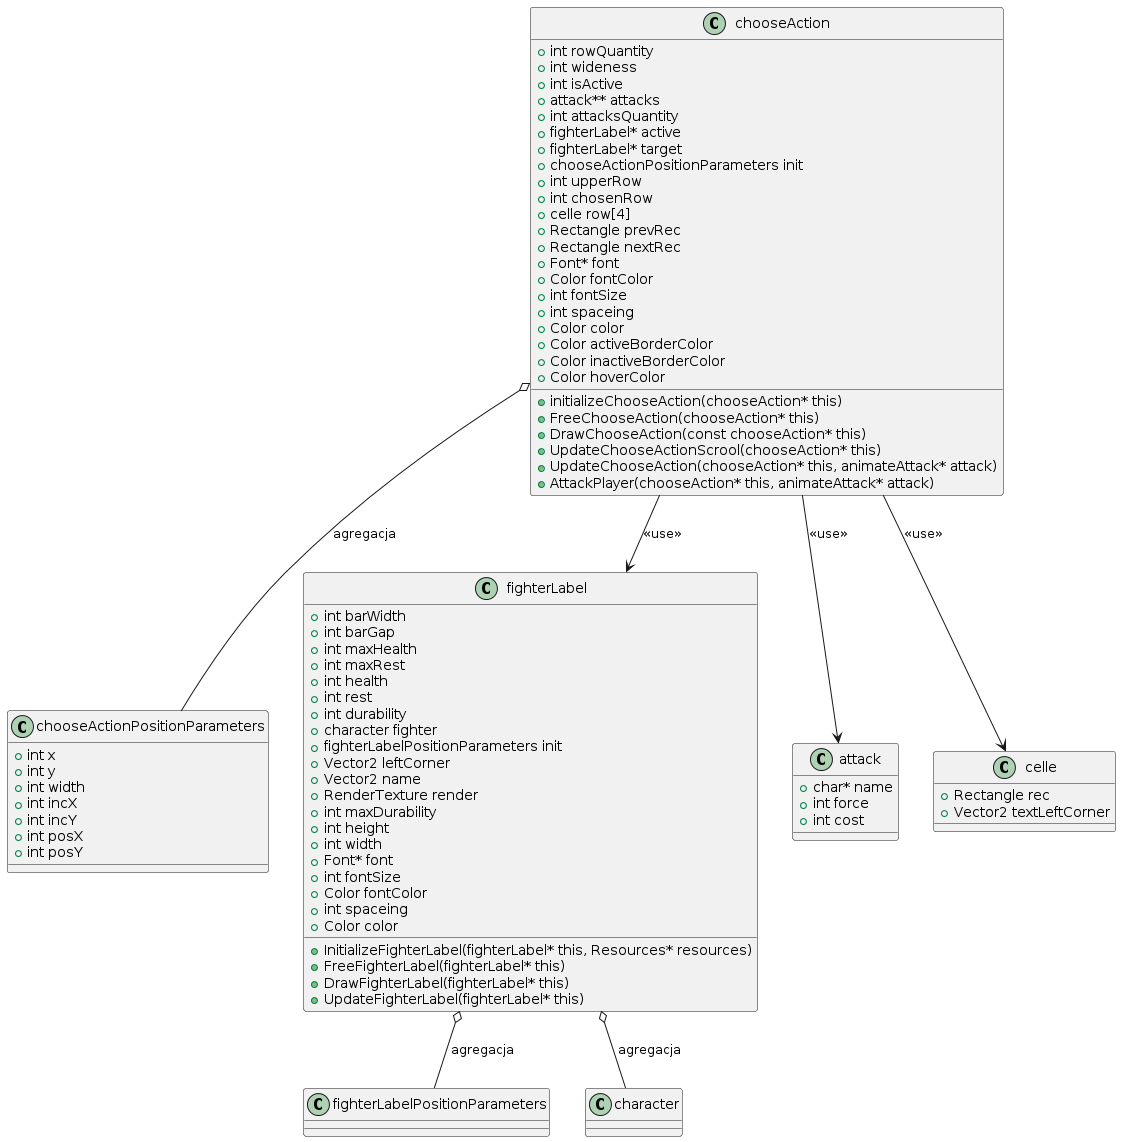 C chooseAction
int rowQuantity
int wideness
int isActive
attack** attacks
int attacksQuantity
fighterLabel* active
fighterLabel* target
chooseActionPositionParameters init
int upperRow
int chosenRow
celle row[4]
Rectangle prevRec
Rectangle nextRec
Font* font
Color fontColor
int fontSize
int spaceing
Color color
Color activeBorderColor
Color inactiveBorderColor
Color hoverColor
initializeChooseAction(chooseAction* this)
FreeChooseAction(chooseAction* this)
DrawChooseAction(const chooseAction* this)
UpdateChooseActionScrool(chooseAction* this)
UpdateChooseAction(chooseAction* this, animateAttack* attack)
AttackPlayer(chooseAction* this, animateAttack* attack)
agregacja
«use»
«use»
«use»
C chooseActionPositionParameters
int x
int y
int width
int incX
int incY
int posX
int posY
C fighterLabel
int barWidth
int barGap
int maxHealth
int maxRest
int health
int rest
int durability
character fighter
fighterLabelPositionParameters init
Vector2 leftCorner
Vector2 name
RenderTexture render
int maxDurability
int height
int width
Font* font
int fontSize
Color fontColor
int spaceing
Color color
InitializeFighterLabel(fighterLabel* this, Resources* resources)
FreeFighterLabel(fighterLabel* this)
DrawFighterLabel(fighterLabel* this)
UpdateFighterLabel(fighterLabel* this)
C attack
char* name
int force
int cost
C celle
Rectangle rec
Vector2 textLeftCorner
agregacja
agregacja
C fighterLabelPositionParameters
C character